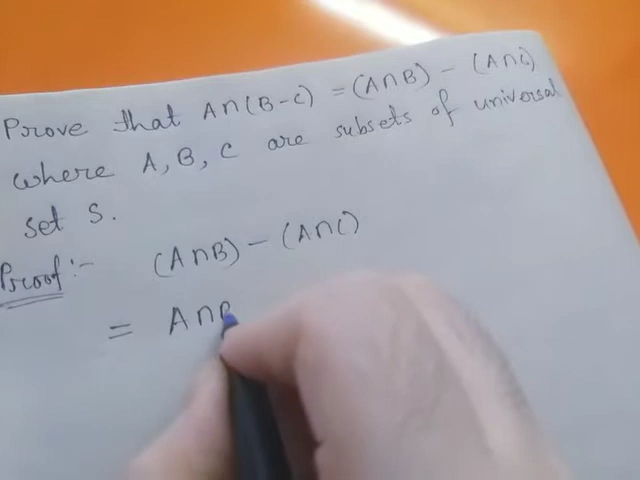 Prove that A∩(B-C) = (A∩B) - (A∩C)
where A, B, C are subsets of universal
set S.
Proof :- (A∩B) - (A∩C)
= A∩B